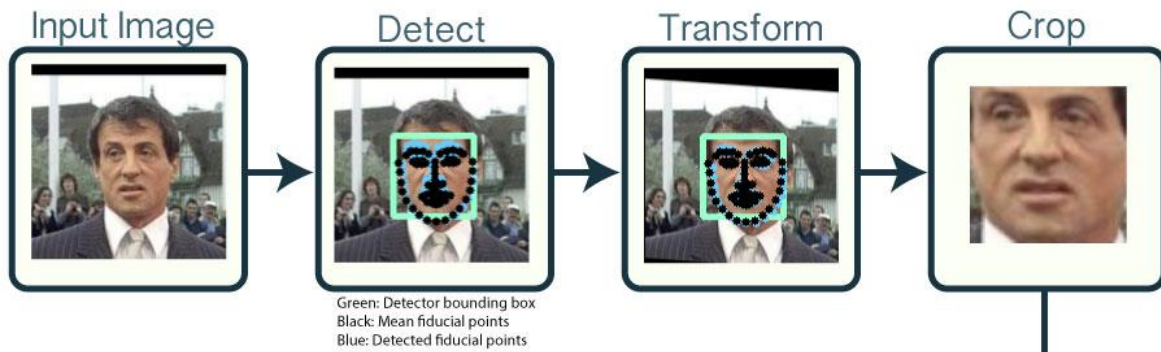 Input Image
Detect
Transform
Crop
Green: Detector bounding box
Black: Mean fiducial points
Blue: Detected fiducial points